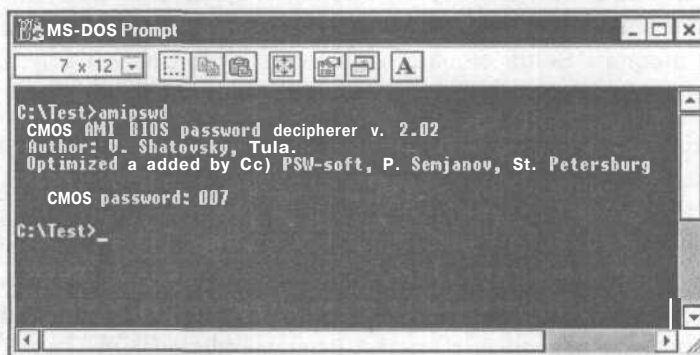 MS-DOS Prompt
7 x 12
A
C:\Test>amipswd
CMOS AMI BIOS password decipherer v. 2.02
Author: V. Shatovsky, Tula.
Optimized a added by Cc) PSW-soft, P. Semjanov, St. Petersburg
CMOS password: 007
C:\Test>_